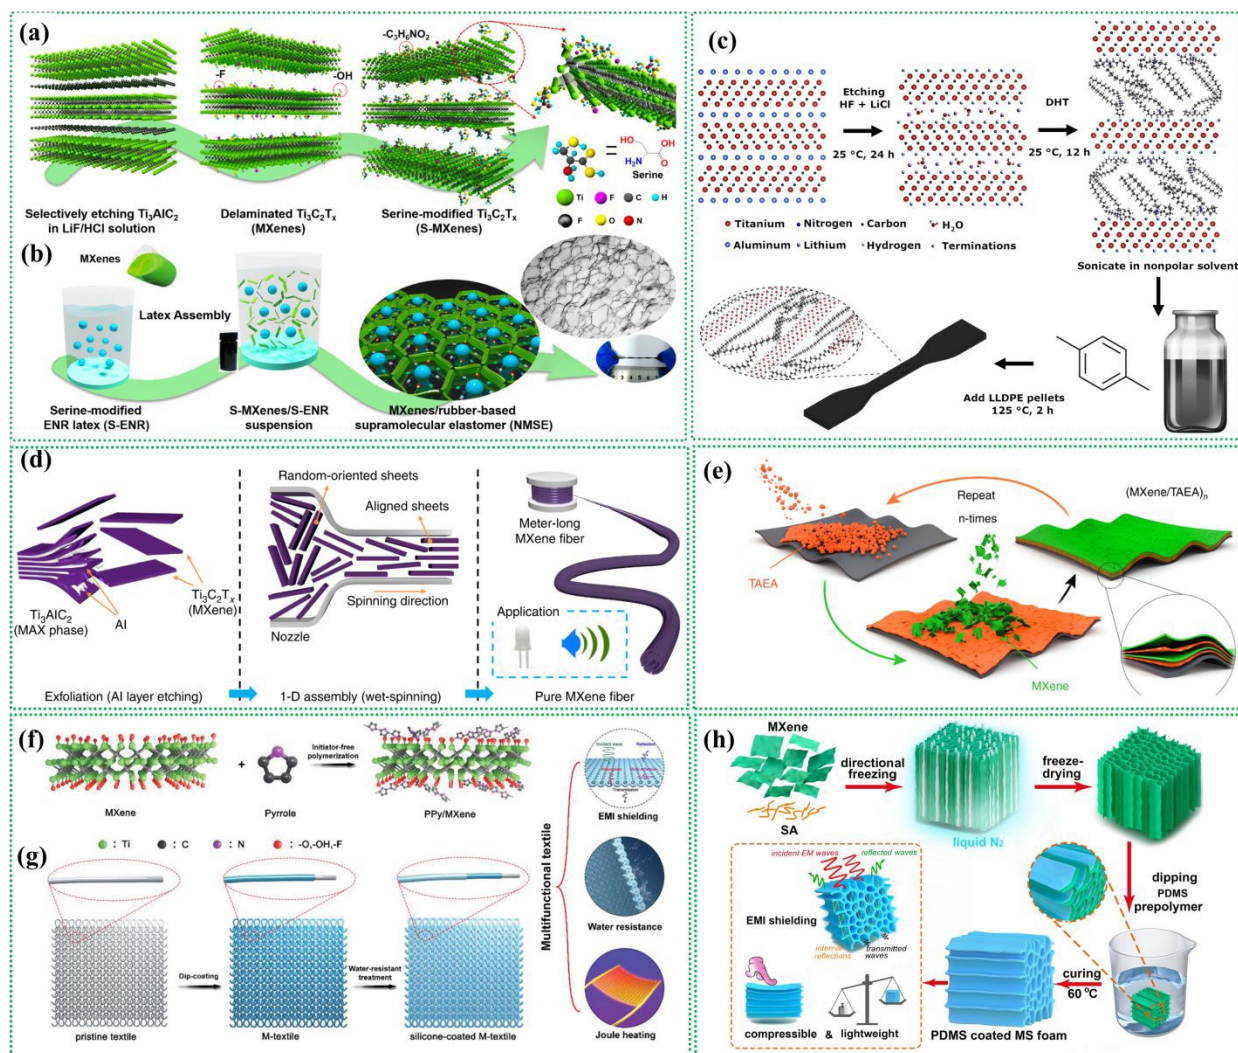 (a)
-C₃H₆NO₂
-F
-OH
HO
OH
H₂N
O
Serine
Ti
F
C
H
F
O
N
Selectively etching Ti₃AlC₂
in LiF/HCl solution
Delaminated Ti₃C₂Tₓ
(MXenes)
Serine-modified Ti₃C₂Tₓ
(S-MXenes)
(b)
MXenes
Latex Assembly
Serine-modified
ENR latex (S-ENR)
S-MXenes/S-ENR
suspension
MXenes/rubber-based
supramolecular elastomer (NMSE)
3 4 5 6
(c)
Etching
HF + LiCl
25 °C, 24 h
DHT
25 °C, 12 h
Titanium
Nitrogen
Carbon
H₂O
Aluminum
Lithium
Hydrogen
Terminations
Sonicate in nonpolar solvent
Add LLDPE pellets
125 °C, 2 h
(d)
Random-oriented sheets
Aligned sheets
Ti₃AlC₂
(MAX phase)
Al
Ti₃C₂Tₓ
(MXene)
Spinning direction
Nozzle
Meter-long
MXene fiber
Application
Exfoliation (Al layer etching)
1-D assembly (wet-spinning)
Pure MXene fiber
(e)
TAEA
Repeat
n-times
(MXene/TAEA)ₙ
MXene
(f)
MXene
+
Pyrrole
Initiator-free
polymerization
PPy/MXene
: Ti
: C
: N
: -O,-OH,-F
(g)
pristine textile
Dip-coating
M-textile
Water-resistant
treatment
silicone-coated M-textile
Multifunctional textile
Incident wave
Reflection
Transmission
EMI shielding
Water resistance
Joule heating
(h)
MXene
SA
directional
freezing
liquid N₂
freeze-
drying
dipping
PDMS
prepolymer
curing
60 °C
PDMS coated MS foam
incident EM waves
reflected waves
EMI shielding
internal
reflections
transmitted
waves
compressible
&
lightweight